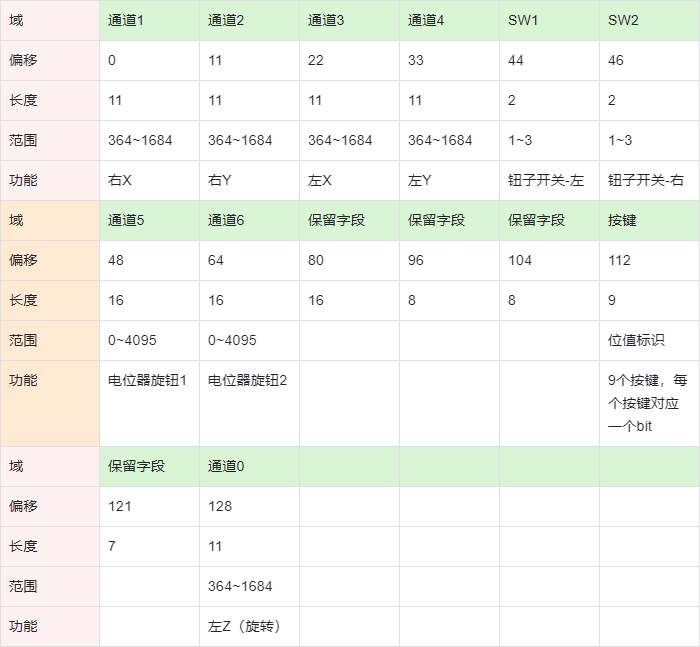 域 通道1 通道2 通道3 通道4 SW1 SW2
偏移 0 11 22 33 44 46
长度 11 11 11 11 2 2
范围 364~1684 364~1684 364~1684 364~1684 1~3 1~3
功能 右X 右Y 左X 左Y 钮子开关-左 钮子开关-右
域 通道5 通道6 保留字段 保留字段 保留字段 按键
偏移 48 64 80 96 104 112
长度 16 16 16 8 8 9
范围 0~4095 0~4095 位值标识
功能 电位器旋钮1 电位器旋钮2 9个按键，每
个按键对应
一个bit
域 保留字段 通道0
偏移 121 128
长度 7 11
范围 364~1684
功能 左Z（旋转）